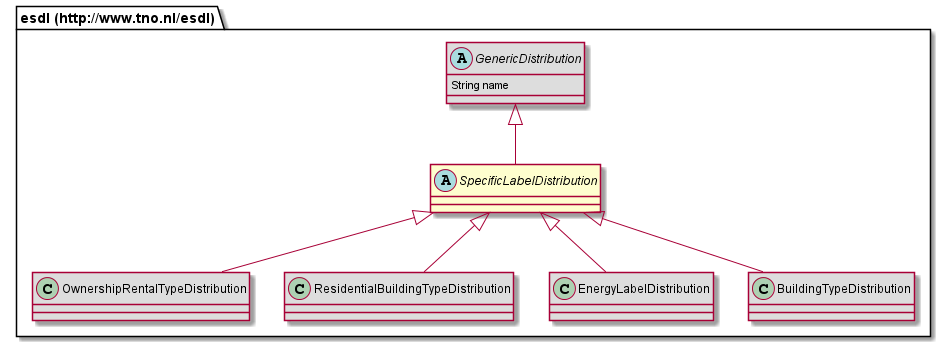 esdl (http://www.tno.nl/esdl)
A GenericDistribution
String name
A SpecificLabelDistribution
C OwnershipRentalTypeDistribution
C ResidentialBuildingTypeDistribution
C EnergyLabelDistribution
C BuildingTypeDistribution